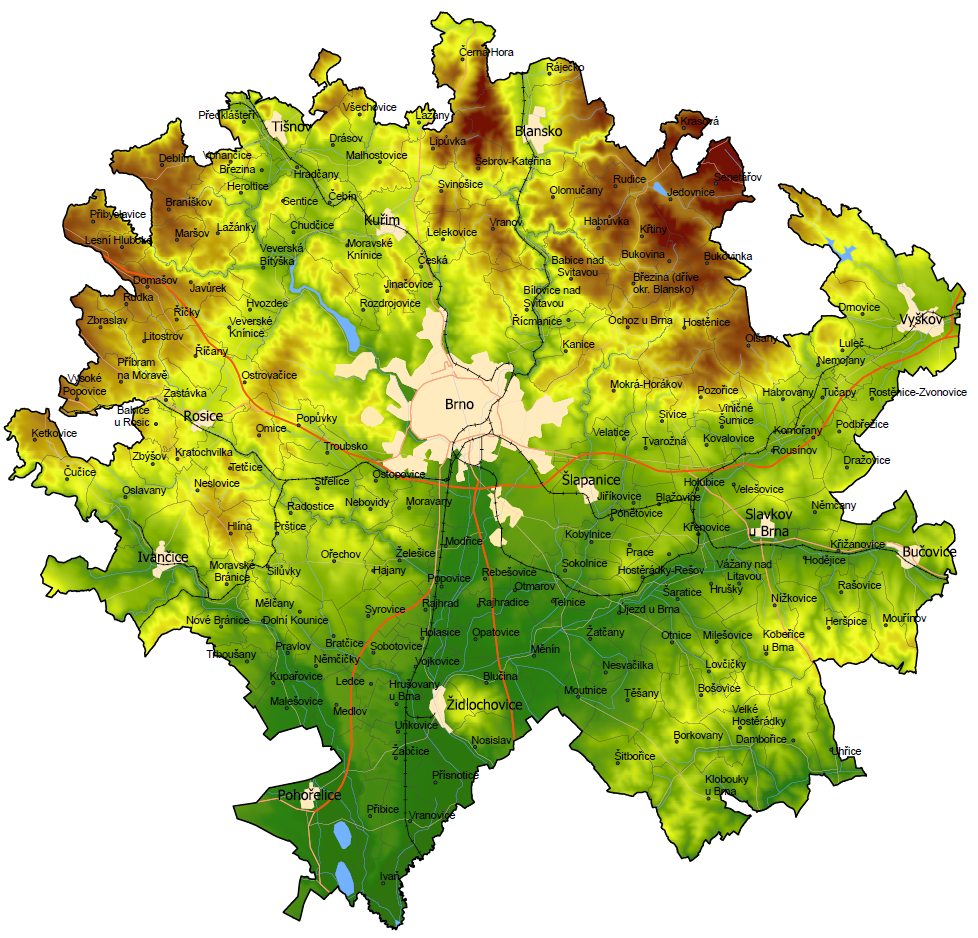 Černá Hora
Ráječko
Předklášteří
Všechovice
Lažany
Krasová
Tišnov
Blansko
Drásov
Lipůvka
Deblín
Vohančice
Malhostovice
Šebrov-Kateřina
Březina
Hradčany
Senetářov
Heroltice
Svinošice
Olomučany
Rudice
Jedovnice
Braníškov
Sentice
Čebín
Přibyslavice
Kuřim
Vranov
Habrůvka
Křtiny
Maršov
Lažánky
Chudčice
Lelekovice
Lesní Hluboké
Veverská
Bítýška
Moravské
Knínice
Česká
Babice nad
Svitavou
Bukovina
Bukovinka
Domašov
Javůrek
Jinačovice
Březina (dříve
okr. Blansko)
Rudka
Hvozdec
Rozdrojovice
Bílovice nad
Svitavou
Drnovice
Zbraslav
Říčky
Veverské
Knínice
Řícmanice
Ochoz u Brna
Hostěnice
Vyškov
Litostrov
Říčany
Kanice
Olšany
Luleč
Nemojany
Příbram
na Moravě
Ostrovačice
Vysoké
Popovice
Zastávka
Mokrá-Horákov
Pozořice
Habrovany
Tučapy
Rostěnice-Zvonovice
Brno
Babice
u Rosic
Rosice
Popůvky
Sivice
Viničné
Šumice
Ketkovice
Omice
Velatice
Tvarožná
Kovalovice
Komořany
Podbřežice
Zbýšov
Kratochvilka
Troubsko
Rousínov
Čučice
Tetčice
Ostopovice
Dražovice
Oslavany
Neslovice
Střelice
Šlapanice
Holubice
Velešovice
Radostice
Nebovidy
Moravany
Jiříkovice
Blažovice
Němčany
Hlína
Prštice
Ponětovice
Slavkov
u Brna
Modřice
Kobylnice
Křenovice
Křižanovice
Ivančice
Ořechov
Želešice
Prace
Bučovice
Moravské
Bránice
Silůvky
Hajany
Popovice
Rebešovice
Sokolnice
Hostěrádky-Rešov
Vážany nad
Litavou
Hodějice
Otmarov
Hrušky
Rašovice
Mělčany
Syrovice
Rajhrad
Rajhradice
Telnice
Újezd u Brna
Šaratice
Nížkovice
Nové Bránice
Dolní Kounice
Heršpice
Mouřínov
Trboušany
Pravlov
Bratčice
Sobotovice
Holasice
Opatovice
Měnín
Žatčany
Otnice
Milešovice
Kobeřice
u Brna
Němčičky
Vojkovice
Nesvačilka
Lovčičky
Kupařovice
Ledce
Hrušovany
u Brna
Blučina
Moutnice
Těšany
Bošovice
Malešovice
Medlov
Židlochovice
Velké
Hostěrádky
Unkovice
Nosislav
Borkovany
Dambořice
Uhřice
Žabčice
Šitbořice
Přísnotice
Klobouky
u Brna
Pohořelice
Přibice
Vranovice
Ivaň